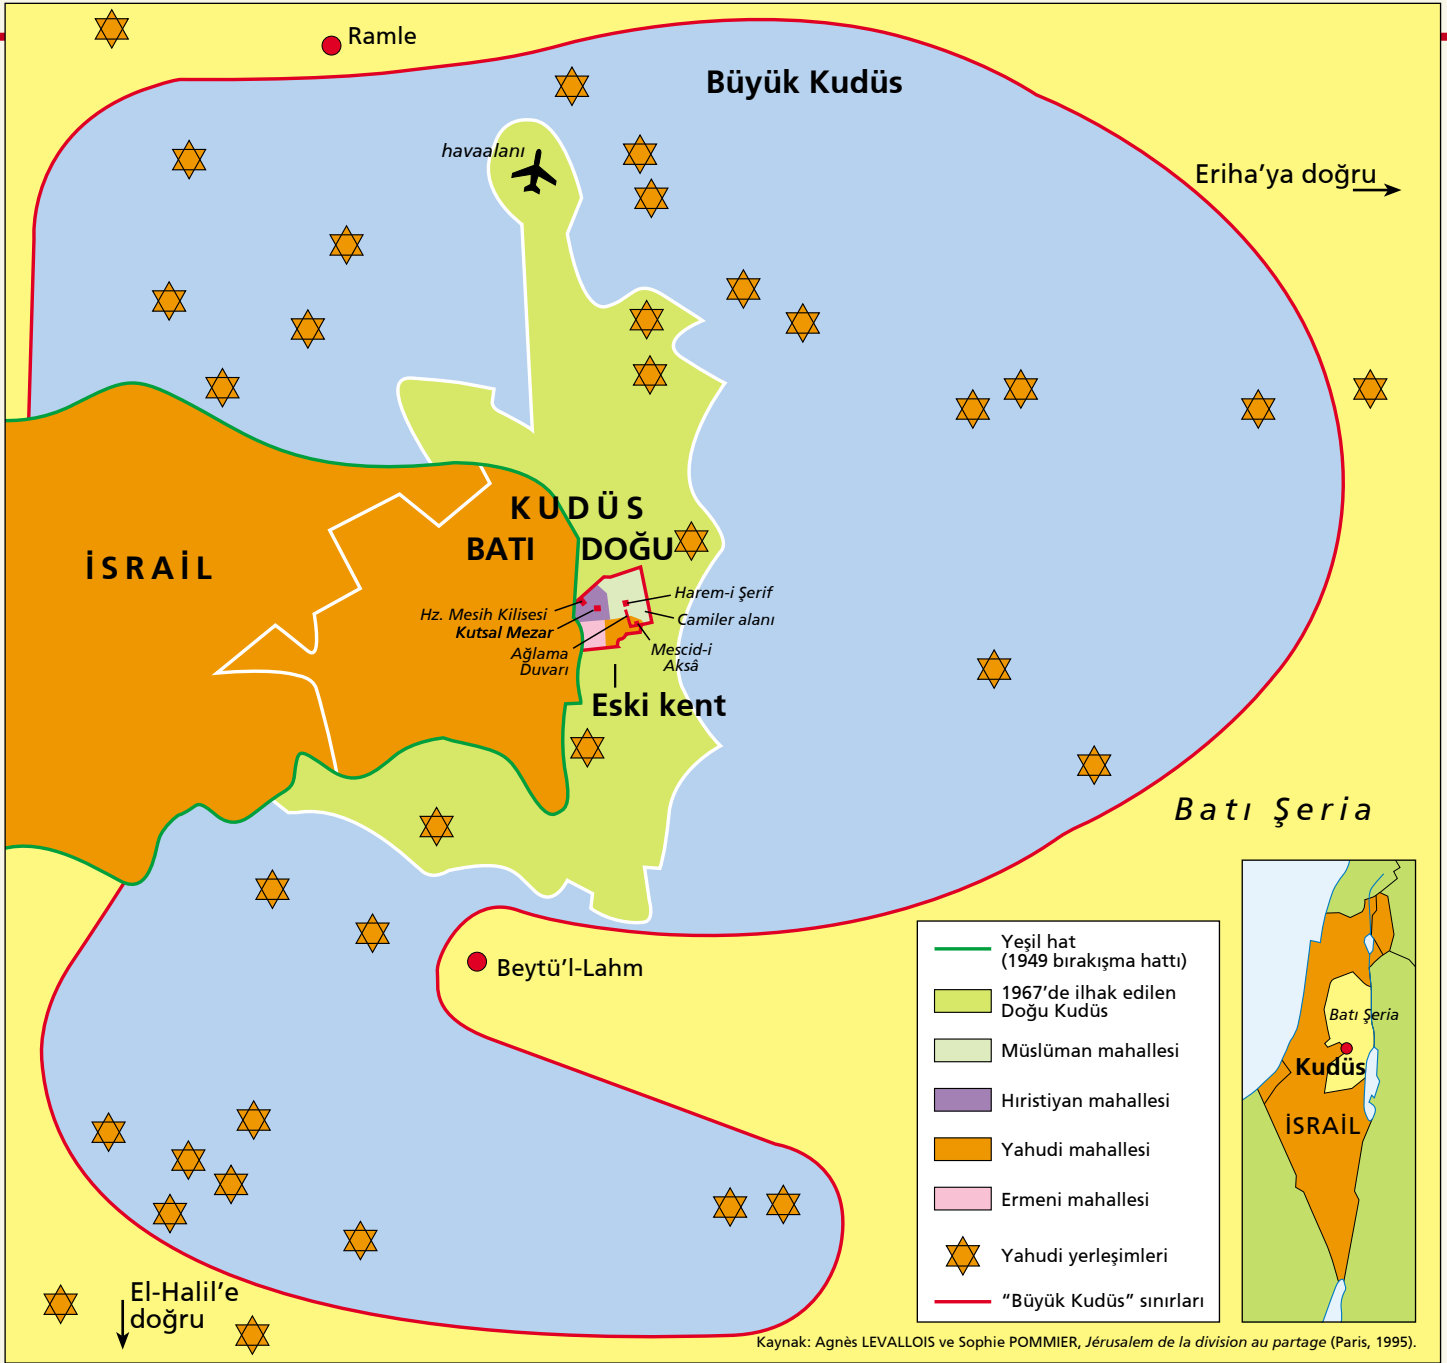 Ramle
Büyük Kudüs
havaalanı
Eriha’ya doğru
KUDÜS
BATI DOĞU
İSRAİL
Harem-i Şerif
Hz. Mesih Kilisesi
Camiler alanı
Kutsal Mezar
Ağlama
Duvarı
Mescid-i
Aksâ
Eski kent
Batı Şeria
Beytü’l-Lahm
Yeşil hat
(1949 bırakışma hattı)
1967’de ilhak edilen
Doğu Kudüs
Müslüman mahallesi
Hıristiyan mahallesi
Yahudi mahallesi
Ermeni mahallesi
Yahudi yerleşimleri
“Büyük Kudüs” sınırları
Batı Şeria
Kudüs
İSRAİL
El-Halil’e
doğru
Kaynak: Agnès LEVALLOIS ve Sophie POMMIER, Jérusalem de la division au partage (Paris, 1995).